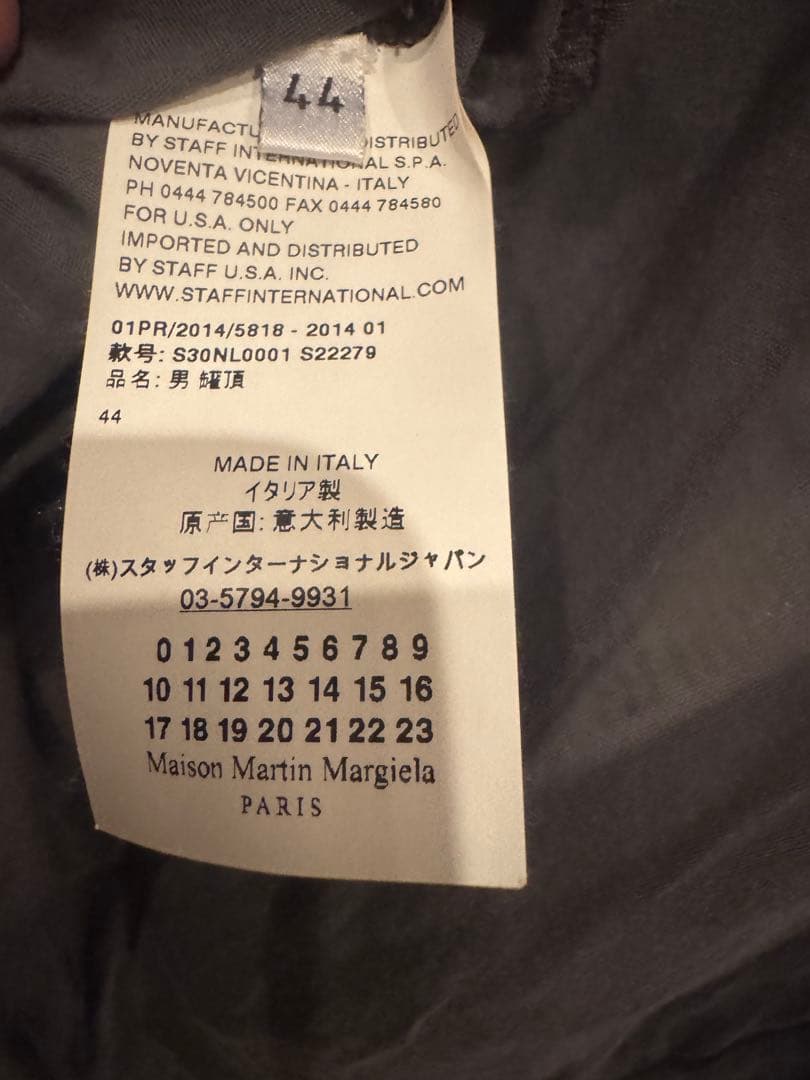 44
MANUFACTU DISTRIBUTED
BY STAFF INTERNATIONAL S.P.A.
NOVENTA VICENTINA - ITALY
PH 0444 784500 FAX 0444 784580
FOR U.S.A. ONLY
IMPORTED AND DISTRIBUTED
BY STAFF U.S.A. INC.
WWW.STAFFINTERNATIONAL.COM
01PR/2014/5818 - 2014 01
款号: S30NL0001 S22279
品名: 男 罐頂
44
MADE IN ITALY
イタリア製
原产国: 意大利製造
(株)スタッフインターナショナルジャパン
03-5794-9931
0 1 2 3 4 5 6 7 8 9
10 11 12 13 14 15 16
17 18 19 20 21 22 23
Maison Martin Margiela
PARIS